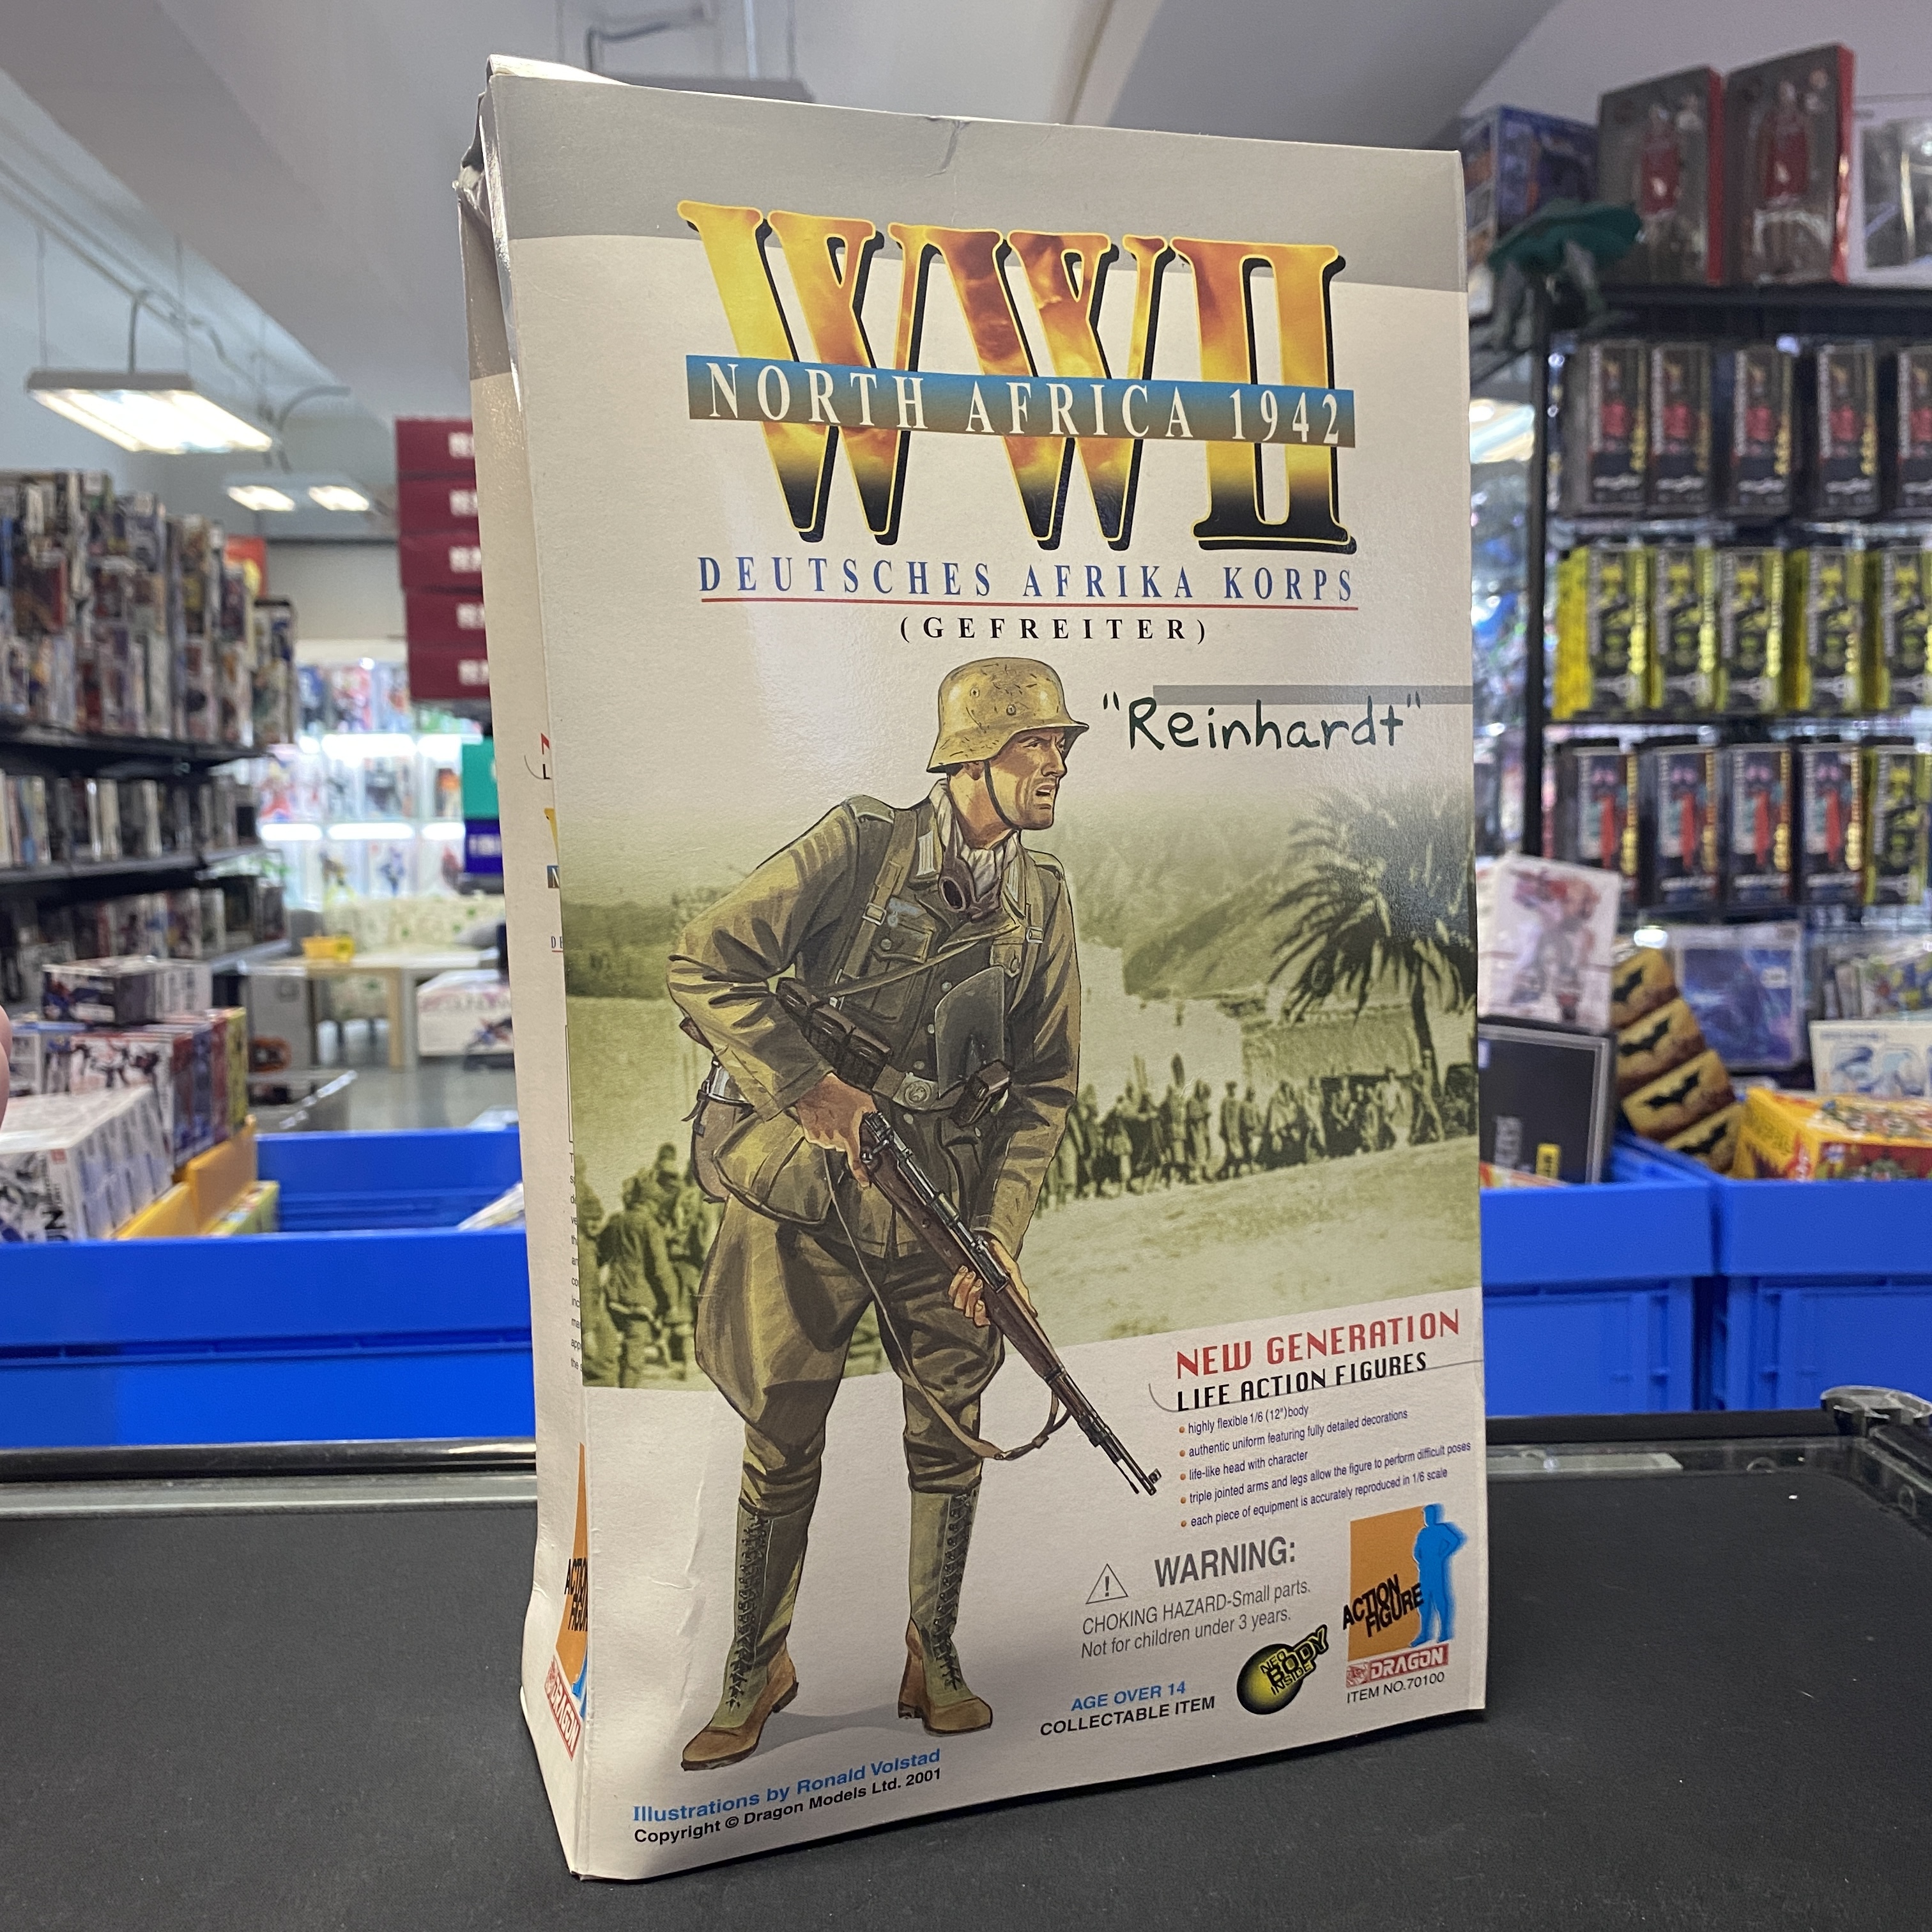 WWII
NORTH AFRICA 1942
DEUTSCHES AFRIKA KORPS
(GEFREITER)
"Reinhardt"
NEW GENERATION
LIFE ACTION FIGURES
highly flexible 1/6 (12") body
authentic uniform featuring fully detailed decorations
life-like head with character
triple jointed arms and legs allow the figure to perform difficult poses
each piece of equipment is accurately reproduced in 1/6 scale
WARNING:
CHOKING HAZARD-Small parts.
Not for children under 3 years.
AGE OVER 14
COLLECTABLE ITEM
NEO
BODY
INSIDE
ACTION
FIGURE
DRAGON
ITEM NO.70100
Illustrations by Ronald Volstad
Copyright © Dragon Models Ltd. 2001
DRAGON